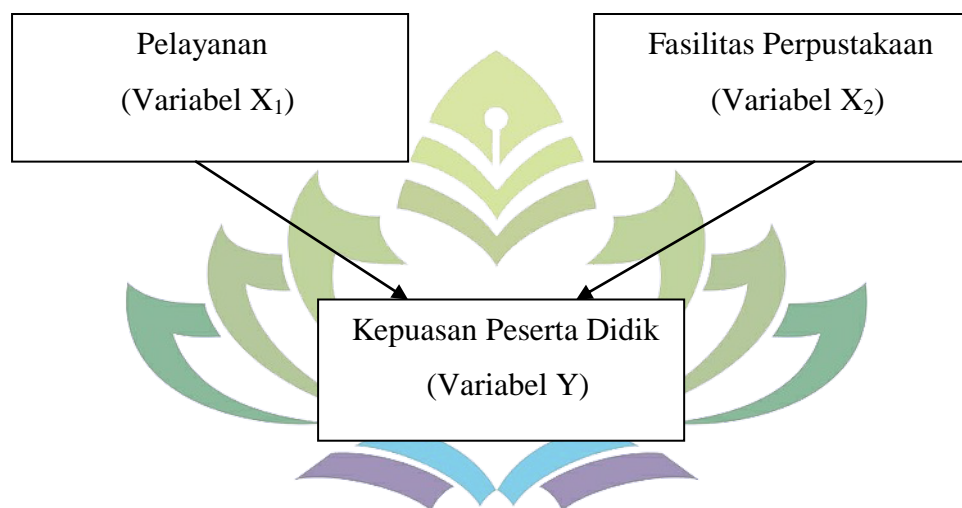 Pelayanan
(Variabel X₁)
Fasilitas Perpustakaan
(Variabel X₂)
Kepuasan Peserta Didik
(Variabel Y)